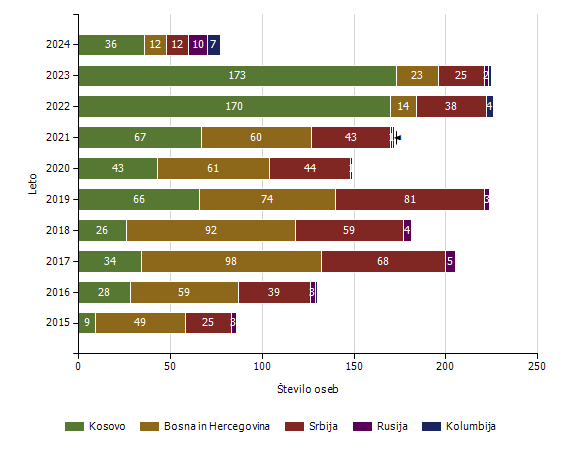 2024 36 12 12 10 7
2023 173 23 25 2
2022 170 14 38 4
2021 67 60 43
2020 43 61 44
2019 66 74 81 3
2018 26 92 59 4
2017 34 98 68 5
2016 28 59 39 3
2015 9 49 25 3
Leto
0 50 100 150 200 250
Število oseb
Kosovo Bosna in Hercegovina Srbija Rusija Kolumbija